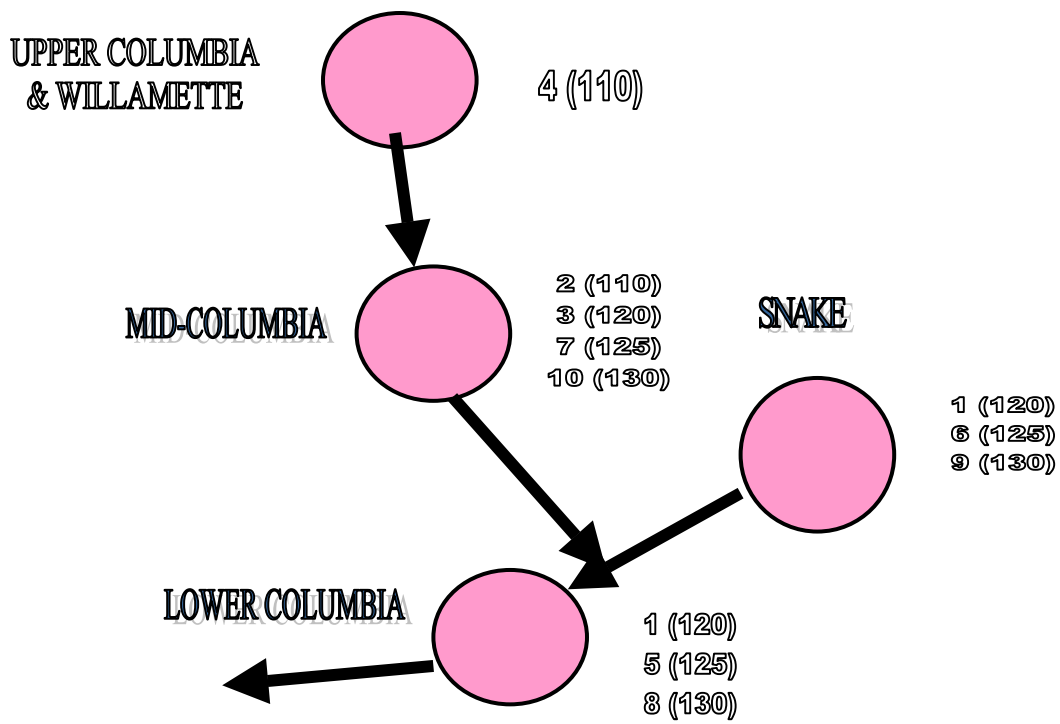 UPPER COLUMBIA
& WILLAMETTE
4 (110)
MID-COLUMBIA
2 (110)
3 (120)
7 (125)
10 (130)
SNAKE
1 (120)
6 (125)
9 (130)
LOWER COLUMBIA
1 (120)
5 (125)
8 (130)